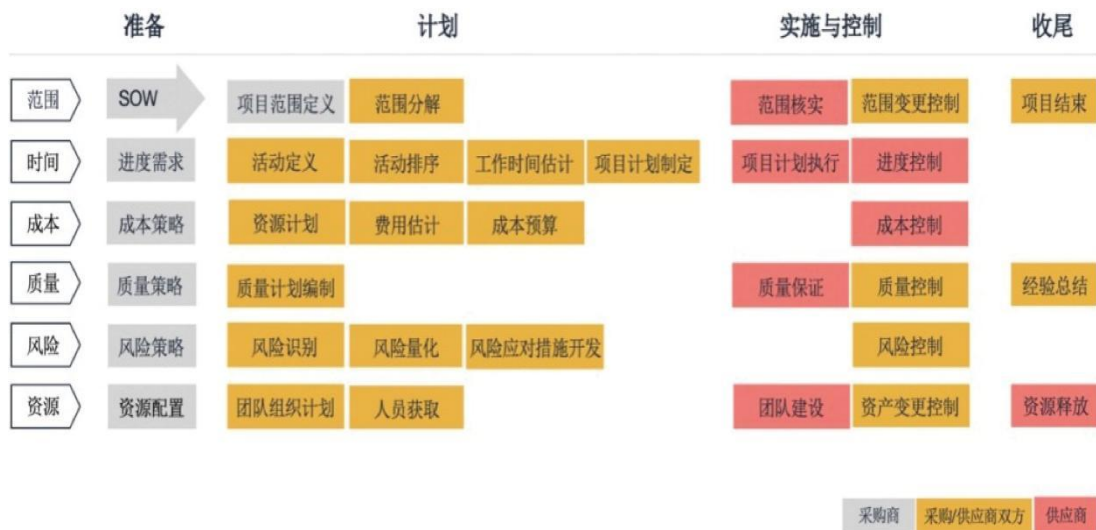 准备 计划 实施与控制 收尾
范围 SOW 项目范围定义 范围分解 范围核实 范围变更控制 项目结束
时间 进度需求 活动定义 活动排序 工作时间估计 项目计划制定 项目计划执行 进度控制
成本 成本策略 资源计划 费用估计 成本预算 成本控制
质量 质量策略 质量计划编制 质量保证 质量控制 经验总结
风险 风险策略 风险识别 风险量化 风险应对措施开发 风险控制
资源 资源配置 团队组织计划 人员获取 团队建设 资产变更控制 资源释放
采购商 采购/供应商双方 供应商